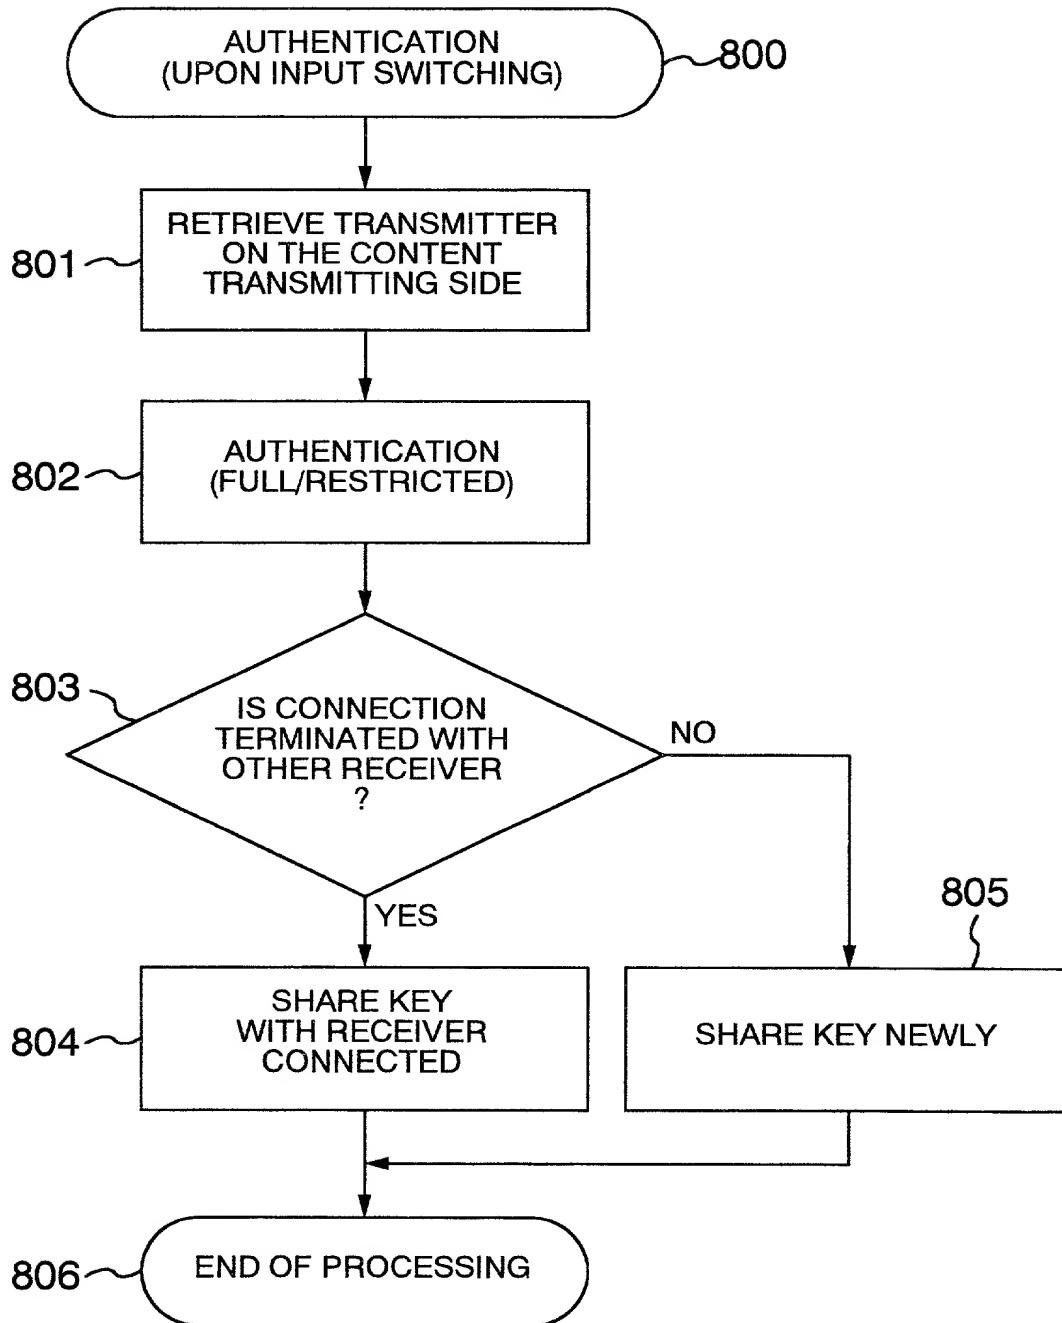 AUTHENTICATION
(UPON INPUT SWITCHING)
800
RETRIEVE TRANSMITTER
ON THE CONTENT
TRANSMITTING SIDE
801
AUTHENTICATION
(FULL/RESTRICTED)
802
803
IS CONNECTION
TERMINATED WITH
OTHER RECEIVER
?
NO
YES
805
SHARE KEY
WITH RECEIVER
CONNECTED
804
SHARE KEY NEWLY
END OF PROCESSING
806